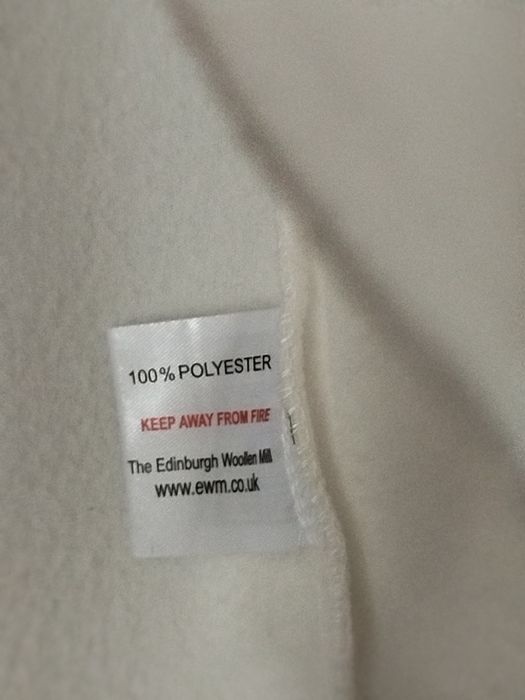 100% POLYESTER
KEEP AWAY FROM FIRE
The Edinburgh Woollen Mill
www.ewm.co.uk